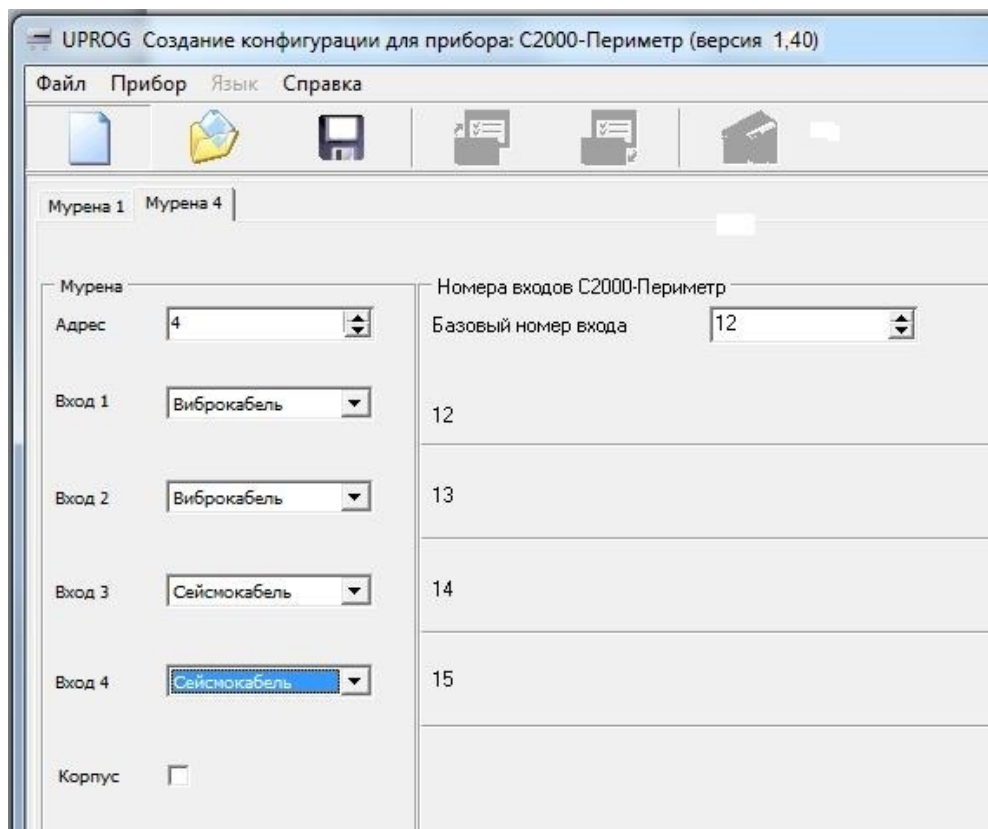 UPROG Создание конфигурации для прибора: С2000-Периметр (версия 1,40)
Файл Прибор Язык Справка
Мурена 1 Мурена 4
Мурена
Номера входов С2000-Периметр
Адрес 4
Базовый номер входа 12
Вход 1 Виброкабель 12
Вход 2 Виброкабель 13
Вход 3 Сейсмокабель 14
Вход 4 Сейсмокабель 15
Корпус